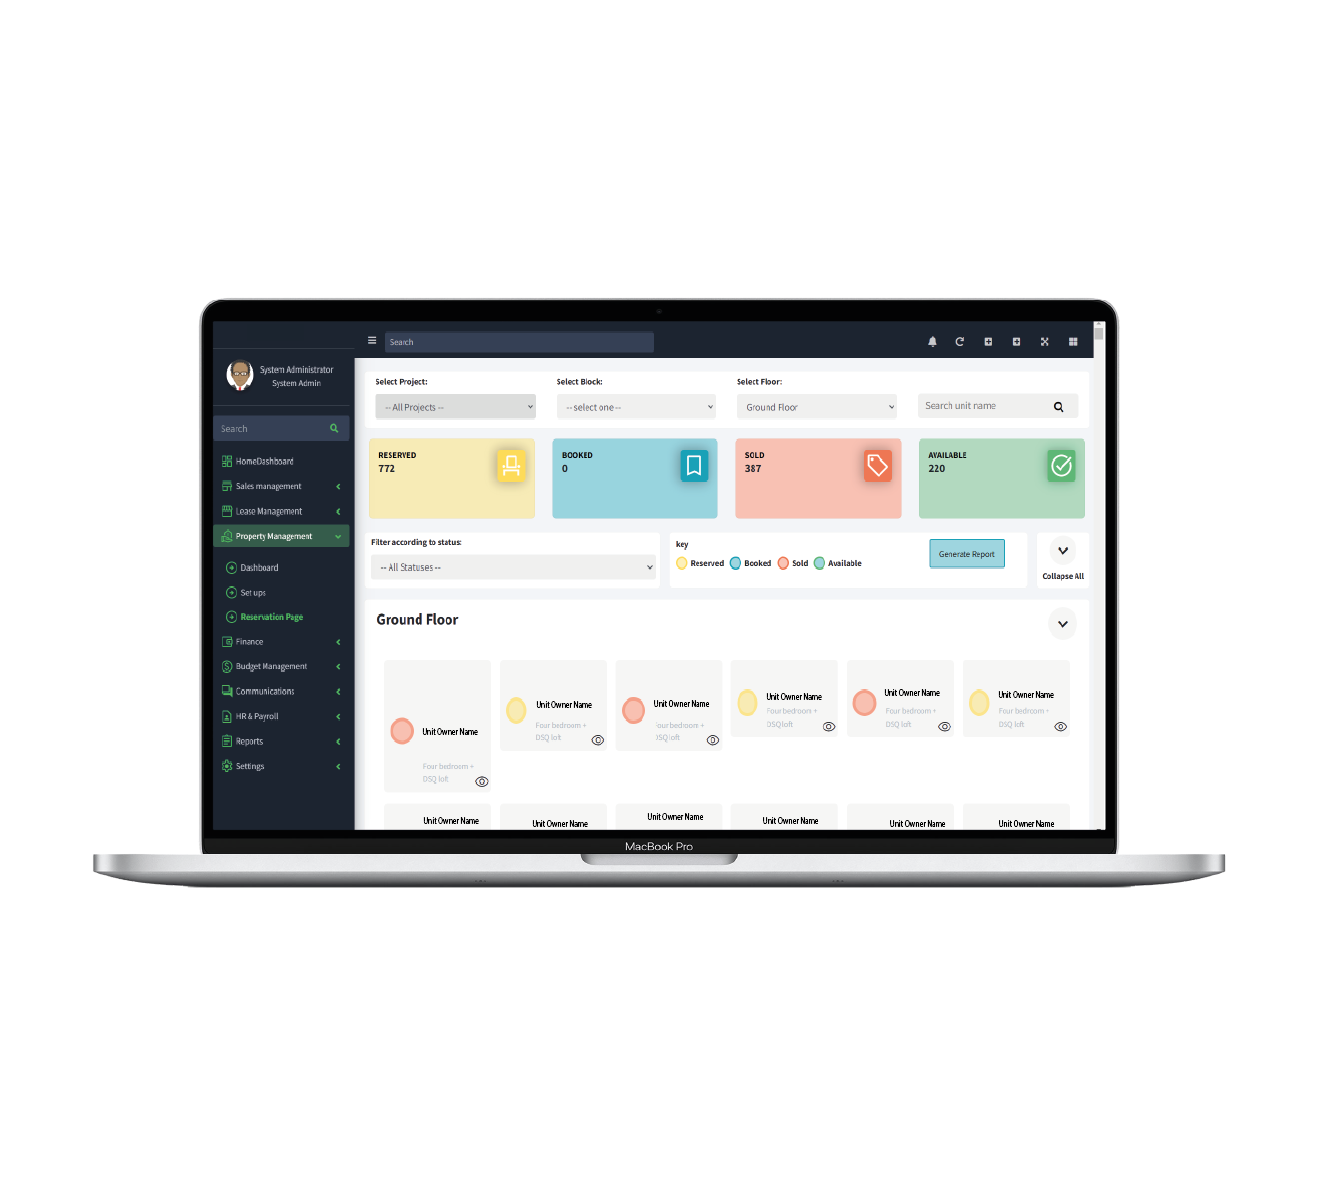 Search
System Administrator
System Admin
Search
HomeDashboard
Sales management
Lease Management
Property Management
Dashboard
Set ups
Reservation Page
Finance
Budget Management
Communications
HR & Payroll
Reports
Settings
Select Project:
Select Block:
Select Floor:
-- All Projects --
-- select one --
Ground Floor
Search unit name
RESERVED
772
BOOKED
0
SOLD
387
AVAILABLE
220
Filter according to status:
-- All Statuses --
key
Reserved
Booked
Sold
Available
Generate Report
Collapse All
Ground Floor
Unit Owner Name
Four bedroom +
DSQ loft
Unit Owner Name
Four bedroom +
DSQ loft
Unit Owner Name
our bedroom +
DSQ loft
Unit Owner Name
Four bedroom +
DSQ loft
Unit Owner Name
Four bedroom +
DSQ loft
Unit Owner Name
Four bedroom +
DSQ loft
Unit Owner Name
Unit Owner Name
Unit Owner Name
Unit Owner Name
Unit Owner Name
Unit Owner Name
MacBook Pro